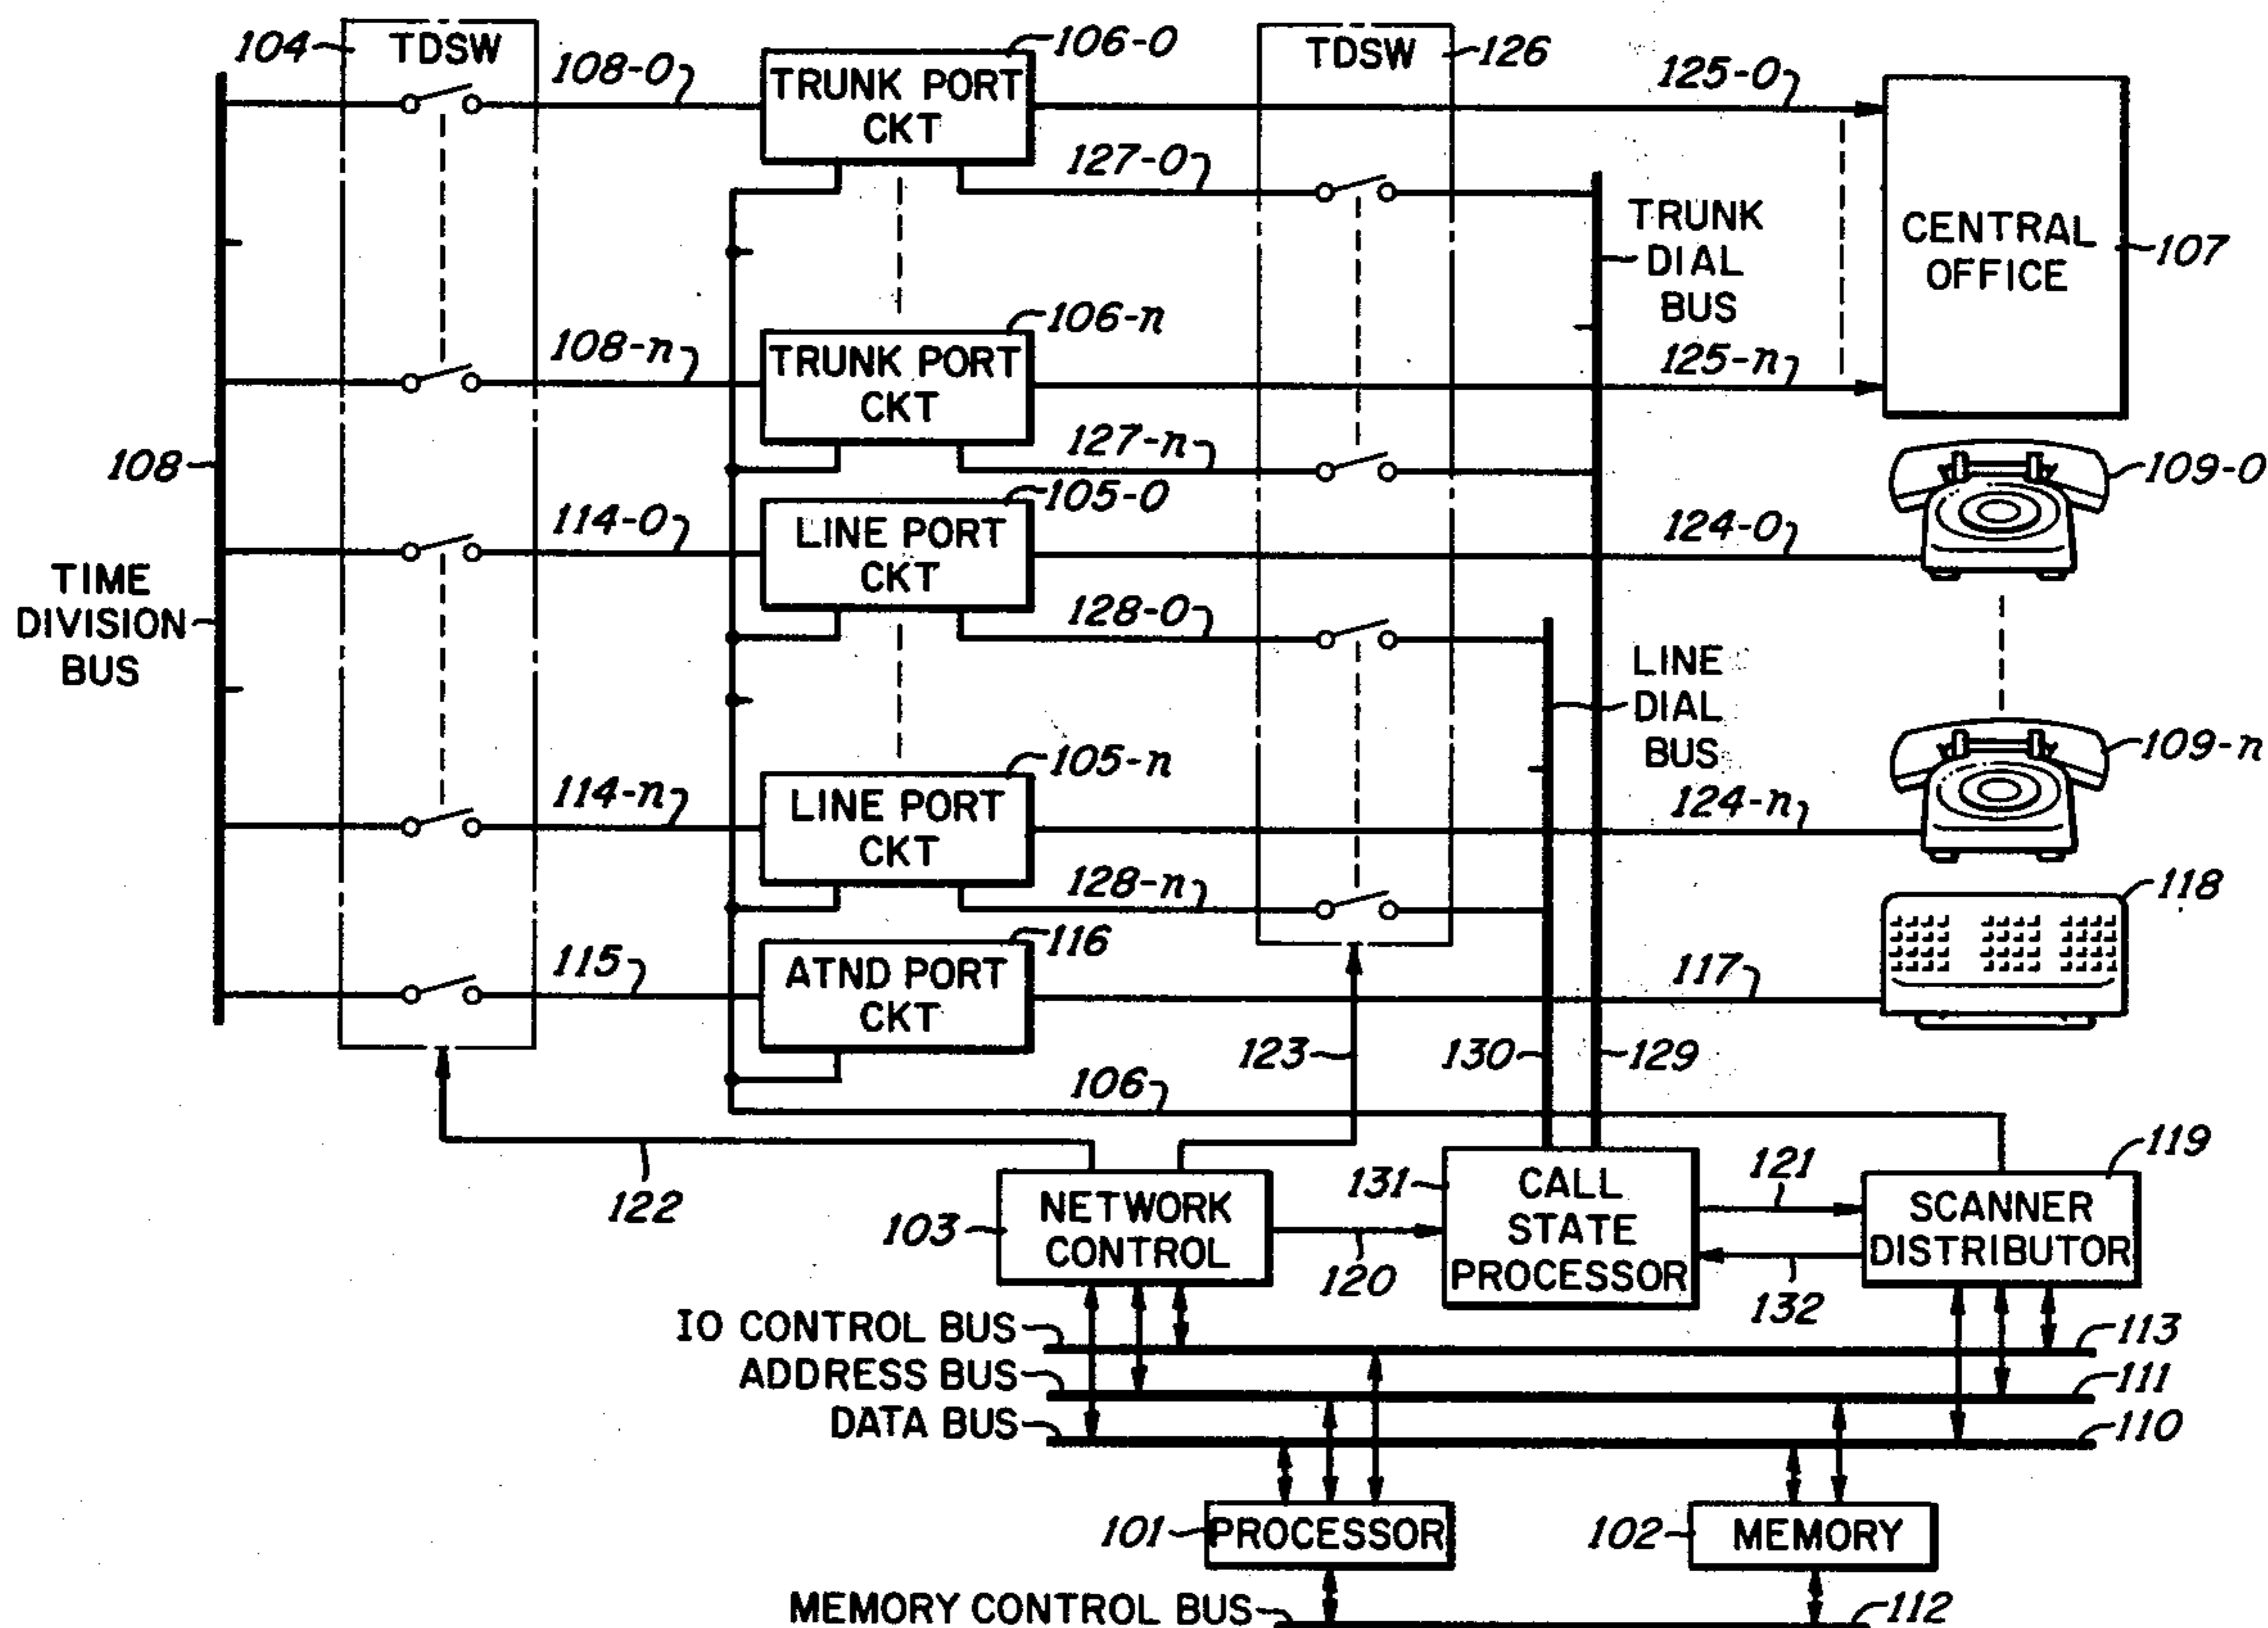 104
TDSW
108-0
106-0
TRUNK PORT
CKT
TDSW
126
125-0
127-0
TRUNK
DIAL
BUS
CENTRAL
OFFICE
107
108-n
106-n
TRUNK PORT
CKT
125-n
127-n
108
TIME
DIVISION
BUS
114-0
105-0
LINE PORT
CKT
124-0
109-0
128-0
LINE
DIAL
BUS
114-n
105-n
LINE PORT
CKT
124-n
109-n
128-n
115
116
ATND PORT
CKT
117
118
123
130
129
106
122
103
NETWORK
CONTROL
120
131
CALL
STATE
PROCESSOR
121
132
119
SCANNER
DISTRIBUTOR
IO CONTROL BUS
113
ADDRESS BUS
111
DATA BUS
110
101
PROCESSOR
102
MEMORY
MEMORY CONTROL BUS
112